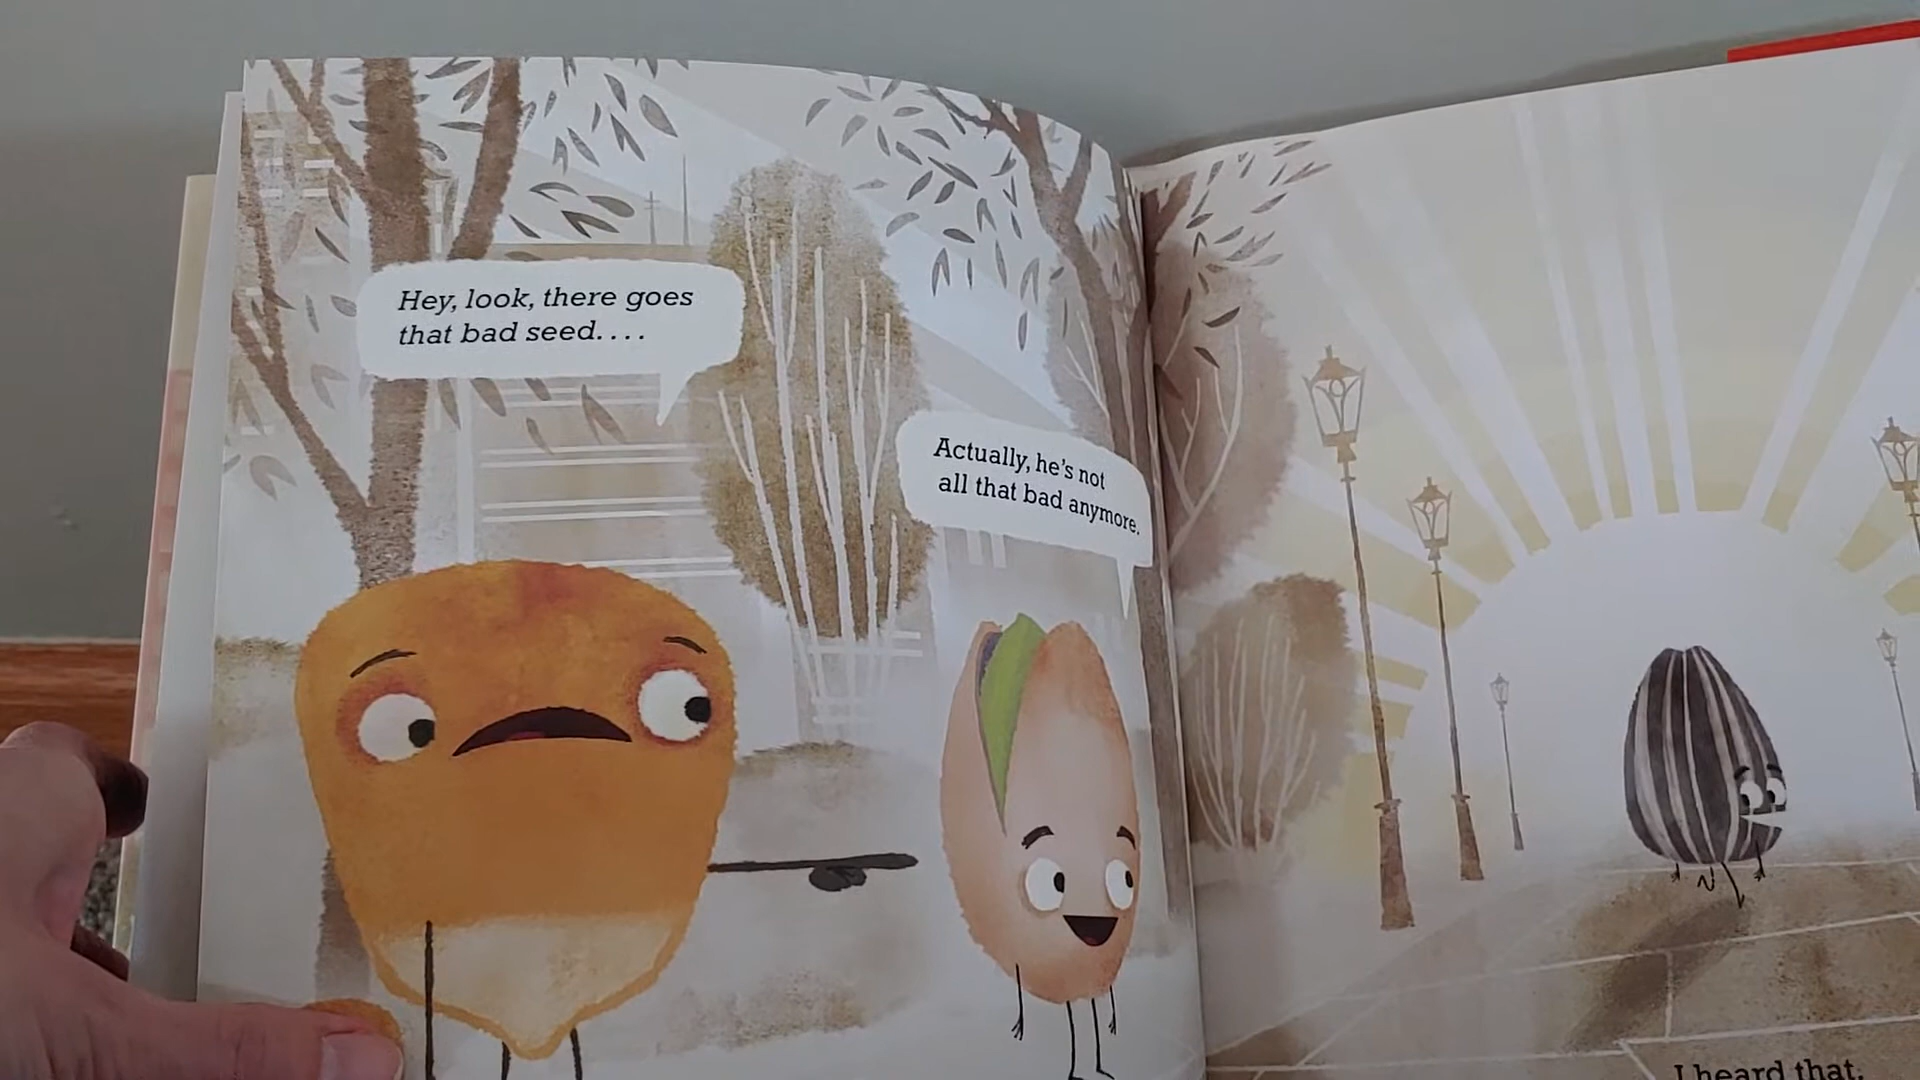 Hey, look, there goes
that bad seed. . . .
Actually, he's not
all that bad anymore.
I heard that.